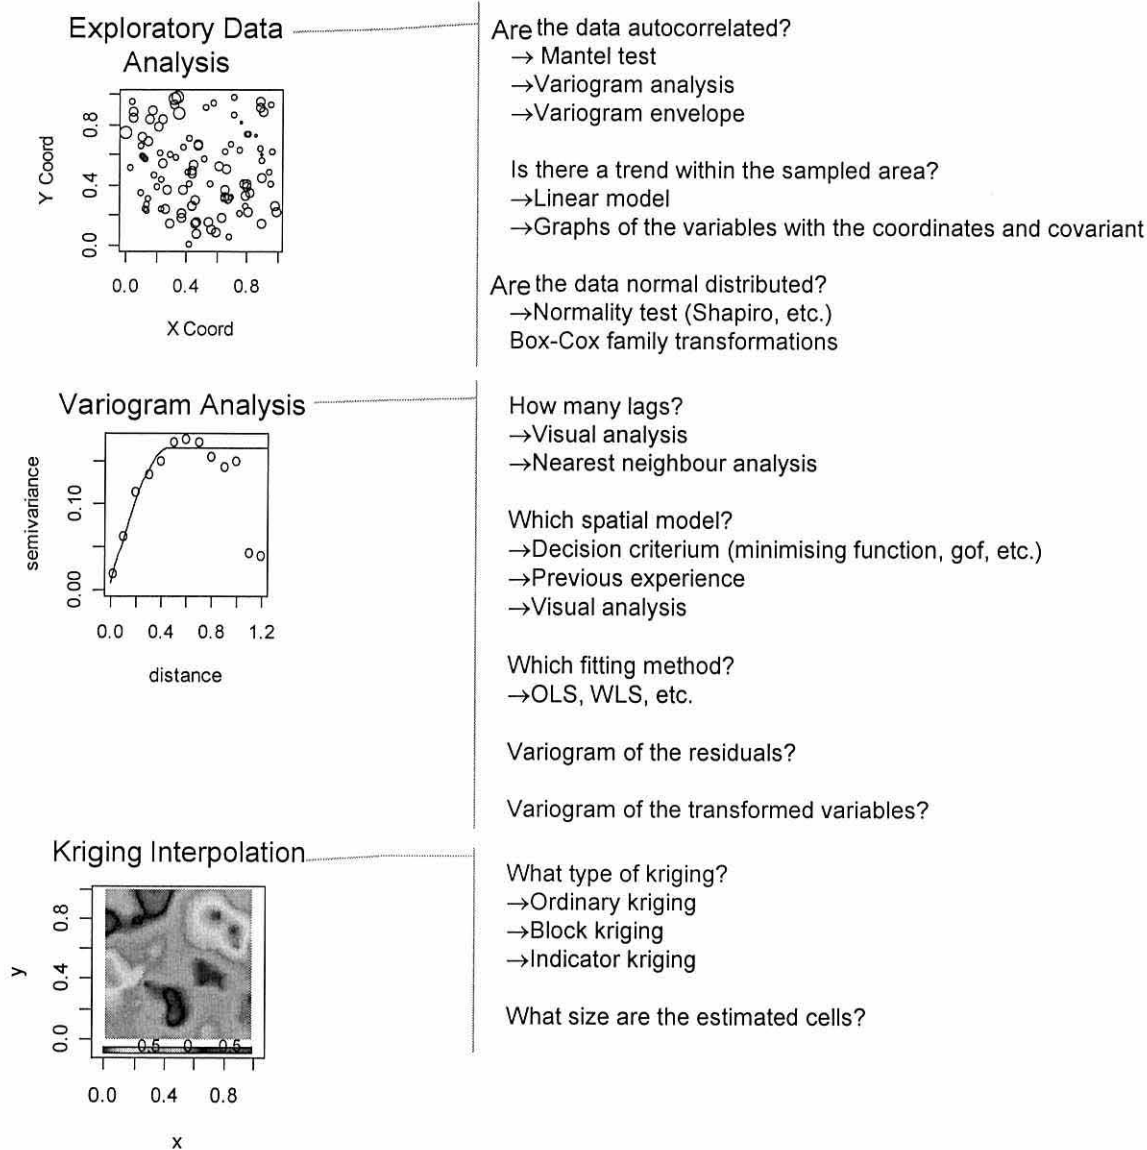 Exploratory Data
Analysis
Y Coord
0.8
0.4
0.0
0.0 0.4 0.8
X Coord
Are the data autocorrelated?
→ Mantel test
→Variogram analysis
→Variogram envelope
Is there a trend within the sampled area?
→Linear model
→Graphs of the variables with the coordinates and covariant
Are the data normal distributed?
→Normality test (Shapiro, etc.)
Box-Cox family transformations
Variogram Analysis
semivariance
0.10
0.00
0.0 0.4 0.8 1.2
distance
How many lags?
→Visual analysis
→Nearest neighbour analysis
Which spatial model?
→Decision criterium (minimising function, gof, etc.)
→Previous experience
→Visual analysis
Which fitting method?
→OLS, WLS, etc.
Variogram of the residuals?
Variogram of the transformed variables?
Kriging Interpolation
y
0.8
0.4
0.0
0.5 0 0.5
0.0 0.4 0.8
x
What type of kriging?
→Ordinary kriging
→Block kriging
→Indicator kriging
What size are the estimated cells?